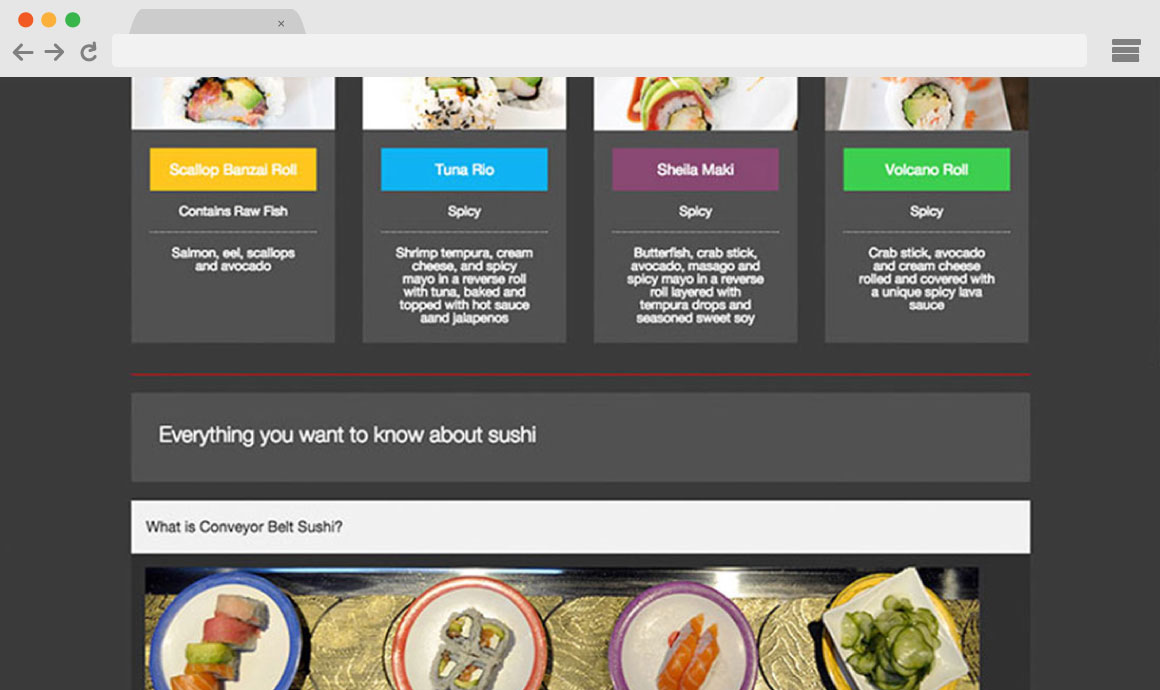 Scallop Banzai Roll
Contains Raw Fish
Salmon, eel, scallops
and avocado
Tuna Rio
Spicy
Shrimp tempura, cream
cheese, and spicy
mayo in a reverse roll
with tuna, baked and
topped with hot sauce
aand jalapenos
Sheila Maki
Spicy
Butterfish, crab stick,
avocado, masago and
spicy mayo in a reverse
roll layered with
tempura drops and
seasoned sweet soy
Volcano Roll
Spicy
Crab stick, avocado
and cream cheese
rolled and covered with
a unique spicy lava
sauce
Everything you want to know about sushi
What is Conveyor Belt Sushi?